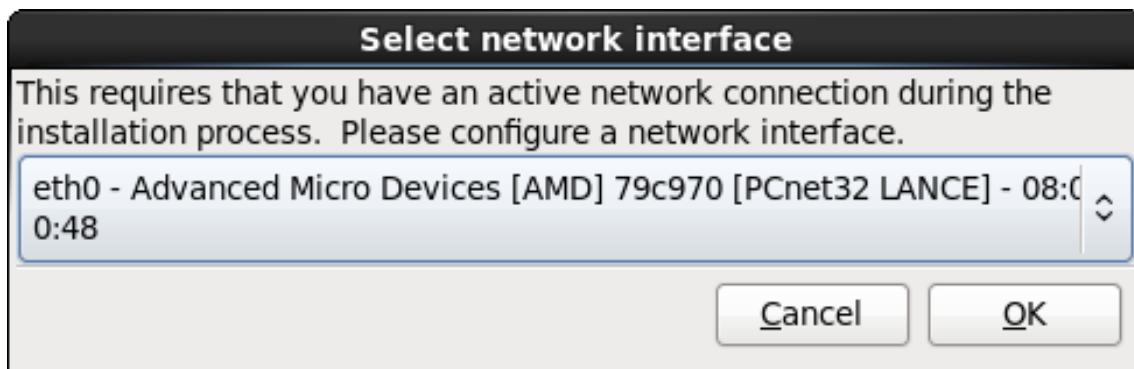 Select network interface
This requires that you have an active network connection during the
installation process.  Please configure a network interface.
eth0 - Advanced Micro Devices [AMD] 79c970 [PCnet32 LANCE] - 08:
0:48
Cancel
OK